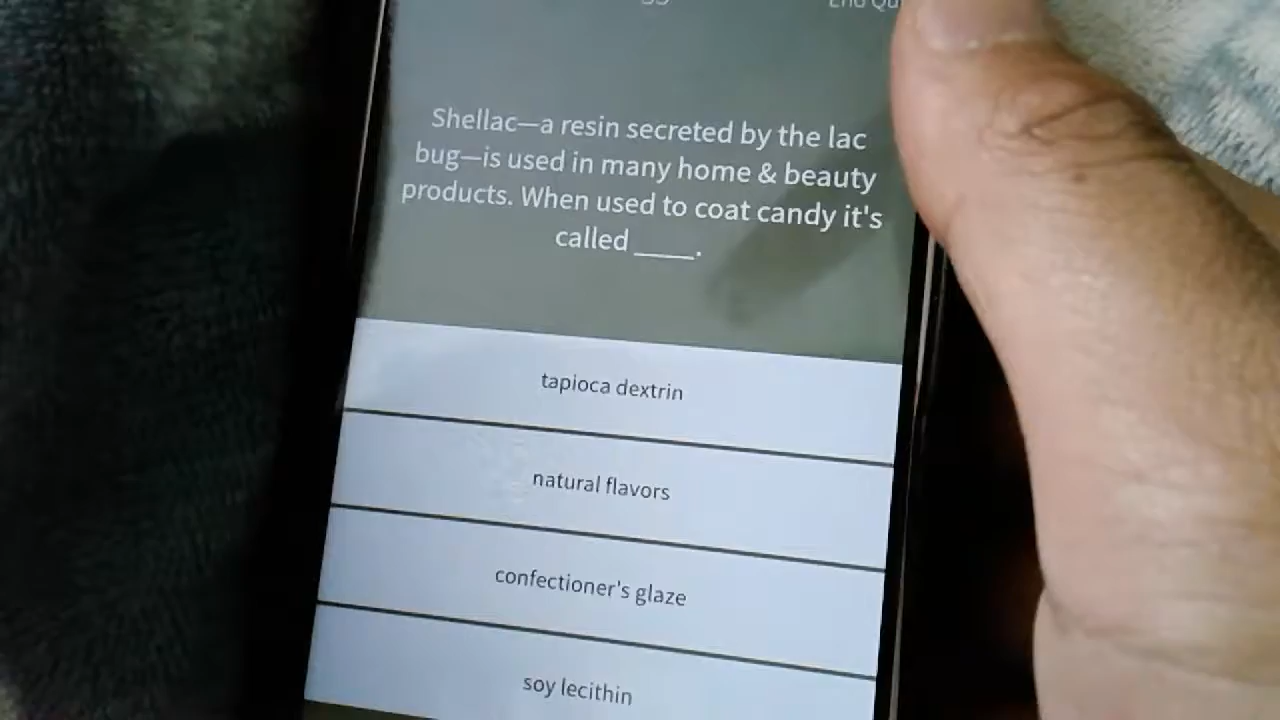 Shellac—a resin secreted by the lac
bug—is used in many home & beauty
products. When used to coat candy it's
called ____.
tapioca dextrin
natural flavors
confectioner's glaze
soy lecithin